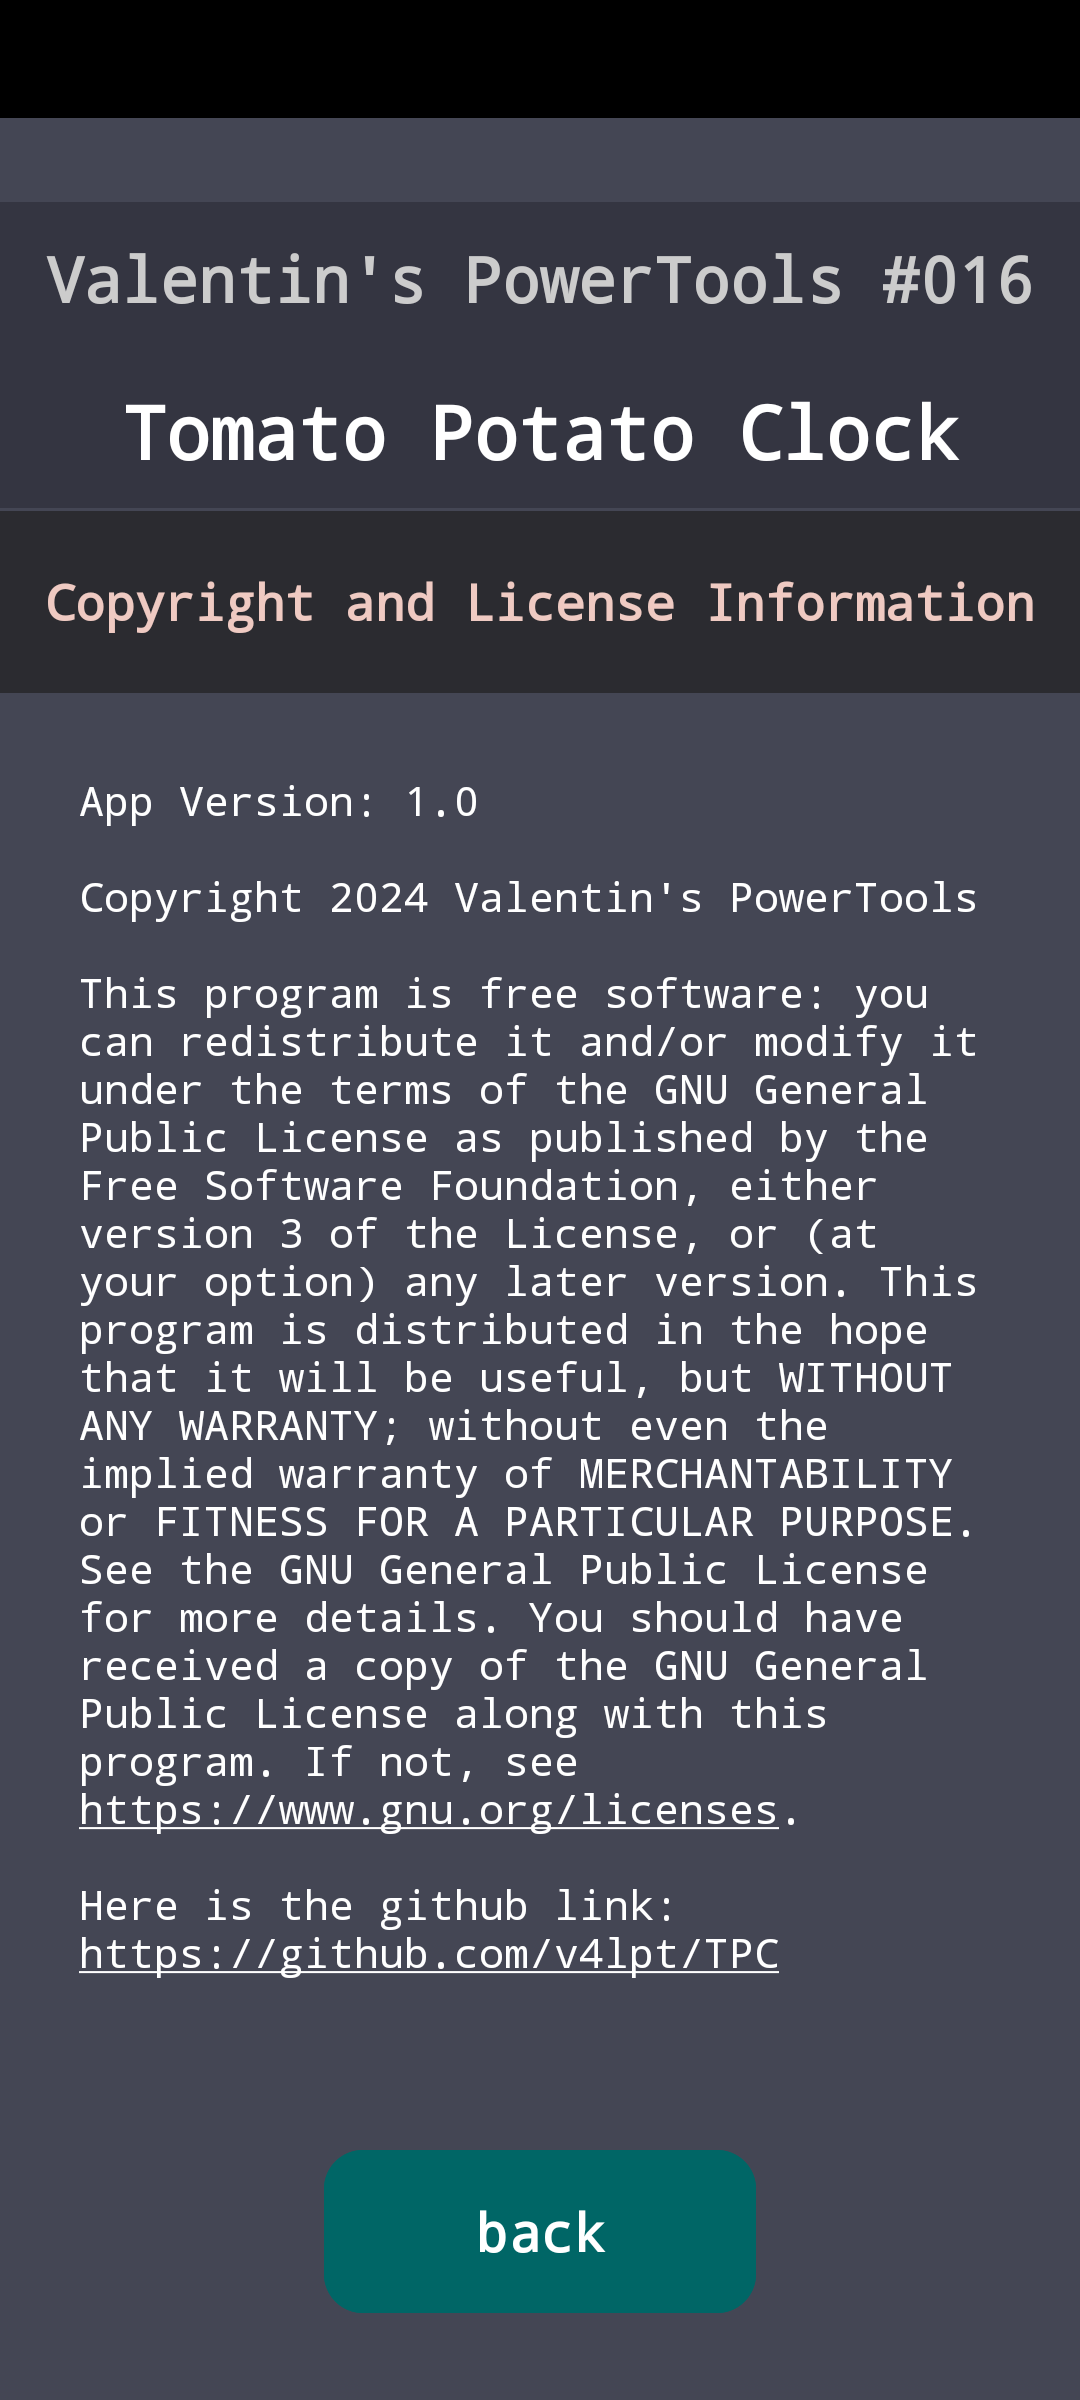 Valentin's PowerTools #016
Tomato Potato Clock
Copyright and License Information
App Version: 1.0
Copyright 2024 Valentin's PowerTools
This program is free software: you
can redistribute it and/or modify it
under the terms of the GNU General
Public License as published by the
Free Software Foundation, either
version 3 of the License, or (at
your option) any later version. This
program is distributed in the hope
that it will be useful, but WITHOUT
ANY WARRANTY; without even the
implied warranty of MERCHANTABILITY
or FITNESS FOR A PARTICULAR PURPOSE.
See the GNU General Public License
for more details. You should have
received a copy of the GNU General
Public License along with this
program. If not, see
https://www.gnu.org/licenses.
Here is the github link:
https://github.com/v4lpt/TPC
back